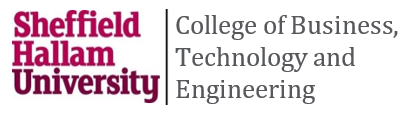 Sheffield
Hallam
University
College of Business,
Technology and
Engineering